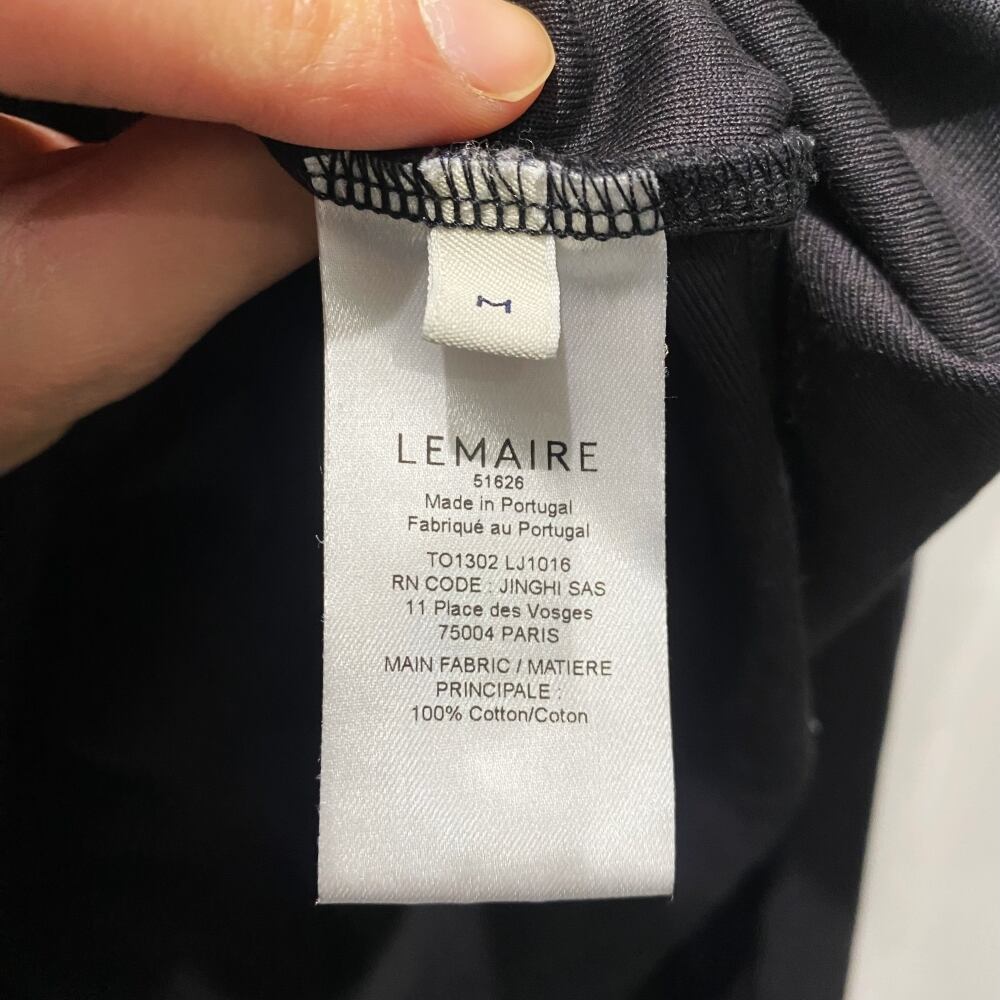 LEMAIRE
51626
Made in Portugal
Fabriqué au Portugal
TO1302 LJ1016
RN CODE : JINGHI SAS
11 Place des Vosges
75004 PARIS
MAIN FABRIC / MATIERE
PRINCIPALE :
100% Cotton/Coton